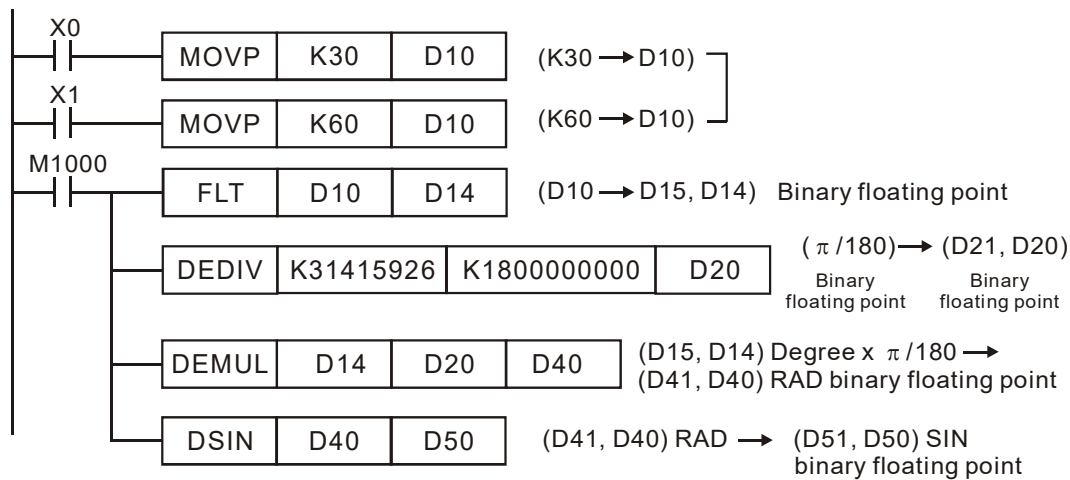 X0
MOVP K30 D10 (K30 → D10)
X1
MOVP K60 D10 (K60 → D10)
M1000
FLT D10 D14 (D10 → D15, D14) Binary floating point
DEDIV K31415926 K1800000000 D20 ( π /180) → (D21, D20)
Binary floating point Binary floating point
DEMUL D14 D20 D40 (D15, D14) Degree x π /180 →
(D41, D40) RAD binary floating point
DSIN D40 D50 (D41, D40) RAD → (D51, D50) SIN
binary floating point